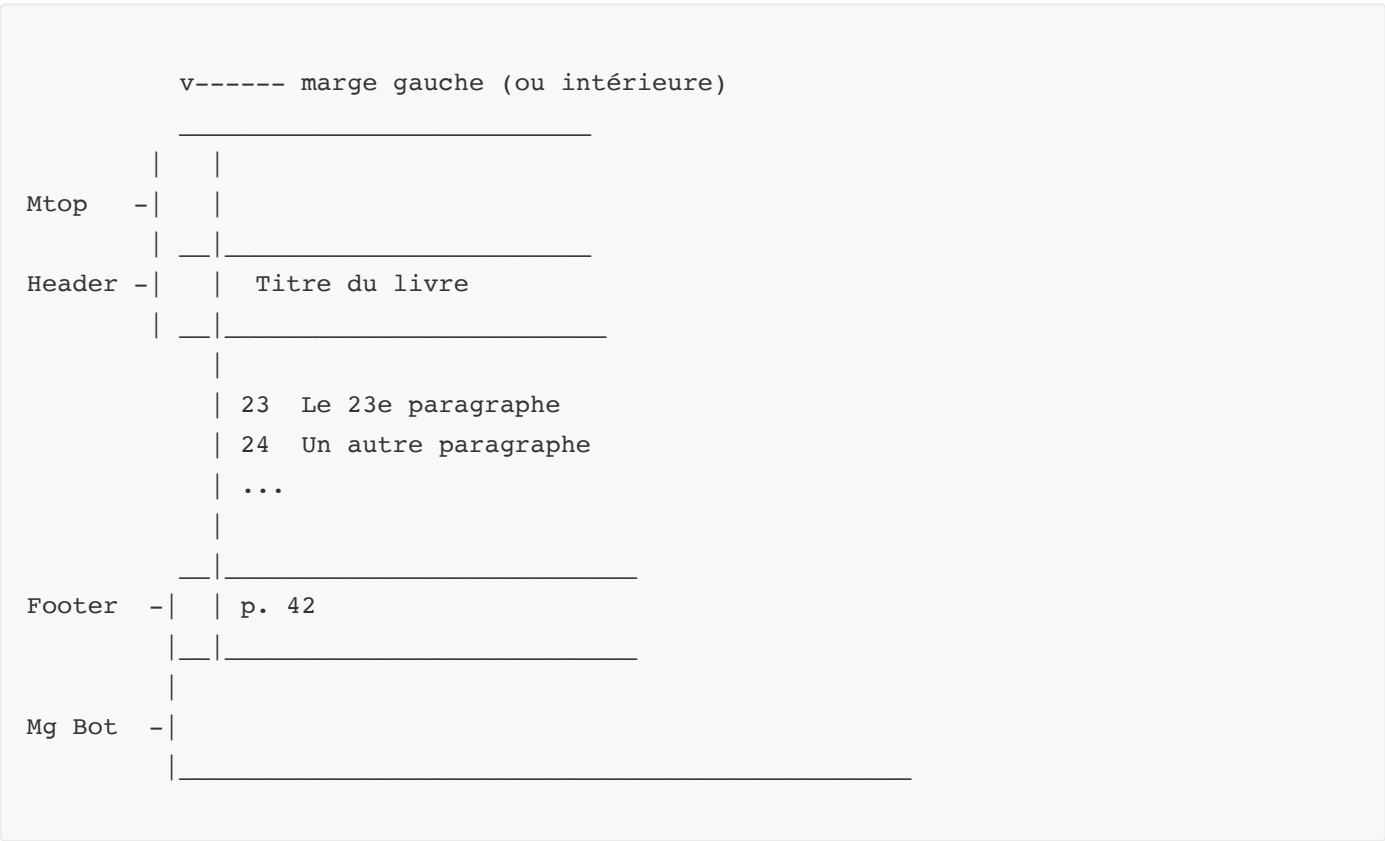 v------ marge gauche (ou intérieure)
Mtop -|
Header -| | Titre du livre
| 23 Le 23e paragraphe
| 24 Un autre paragraphe
| ...
Footer -| | p. 42
Mg Bot -|